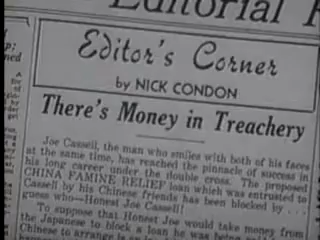 Editorial
Editor's Corner
by NICK CONDON
There's Money in Treachery
Joe Cassell, the man who smiles with both of his faces
at the same time, has reached the pinnacle of success in
his long career under the double cross. The proposed
CHINA FAMINE RELIEF loan which was entrusted to
Cassell by his Chinese friends has been blocked by . . .
guess who—Honest Joe Cassell!
To suppose that Honest Joe would take money from
the Japanese to block a loan he was
Chinese to arrange is